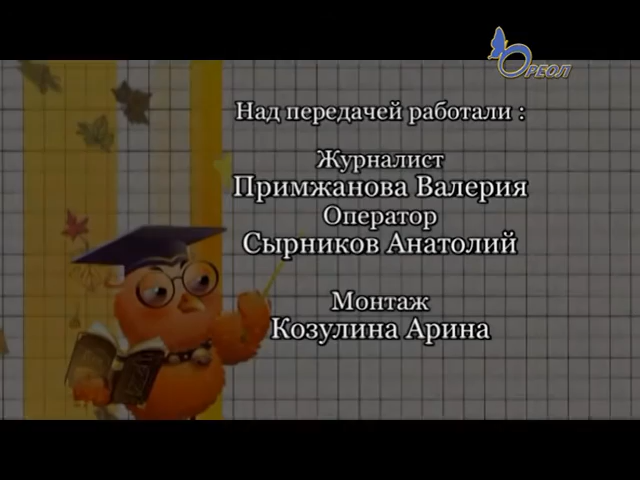 Ореол
Над передачей работали :
Журналист
Примжанова Валерия
Оператор
Сырников Анатолий
Монтаж
Козулина Арина